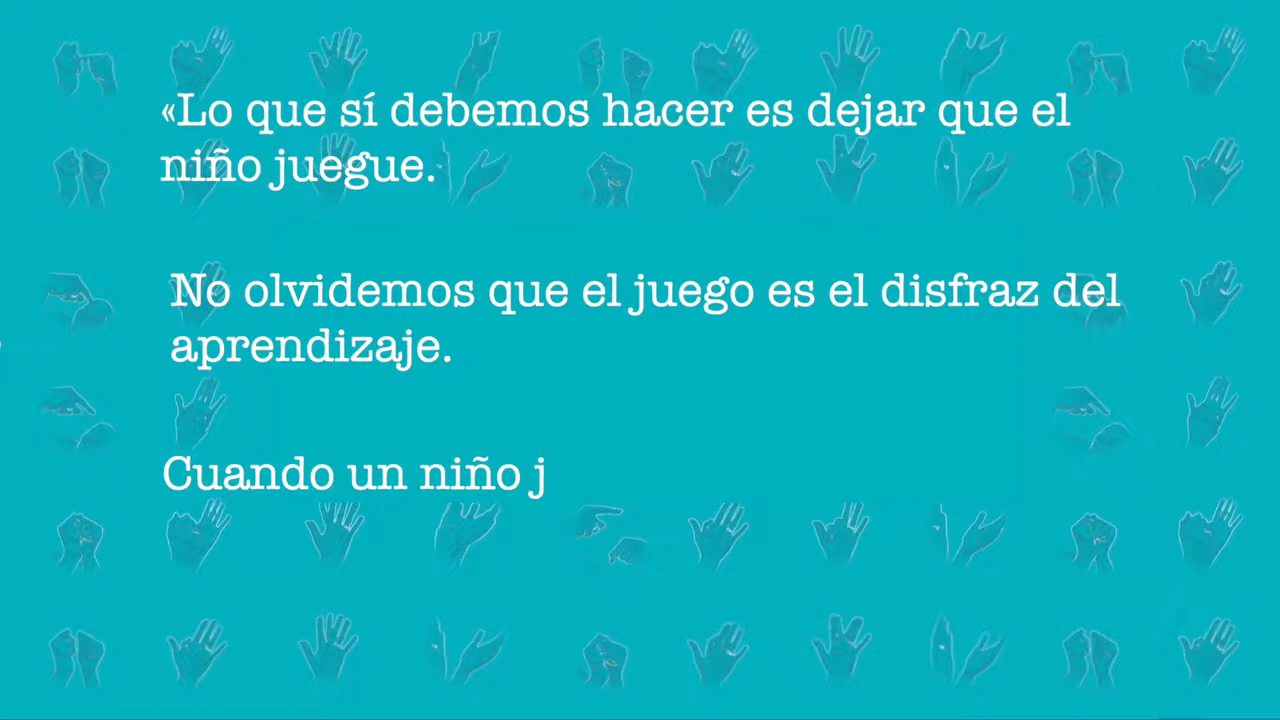 «Lo que sí debemos hacer es dejar que el
niño juegue.
No olvidemos que el juego es el disfraz del
aprendizaje.
Cuando un niño j